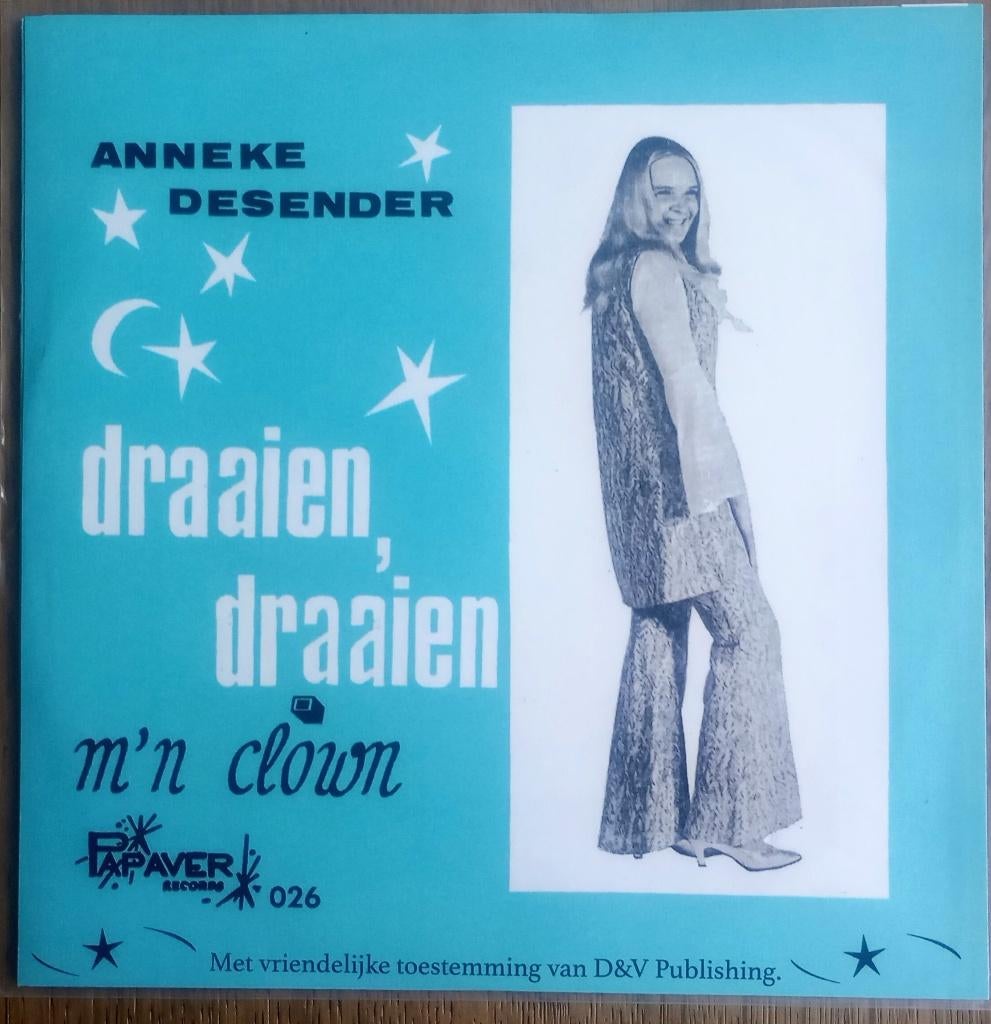 ANNEKE
DESENDER
draaien,
draaien
m'n clown
PAPAVER
RECORDS
026
Met vriendelijke toestemming van D&V Publishing.